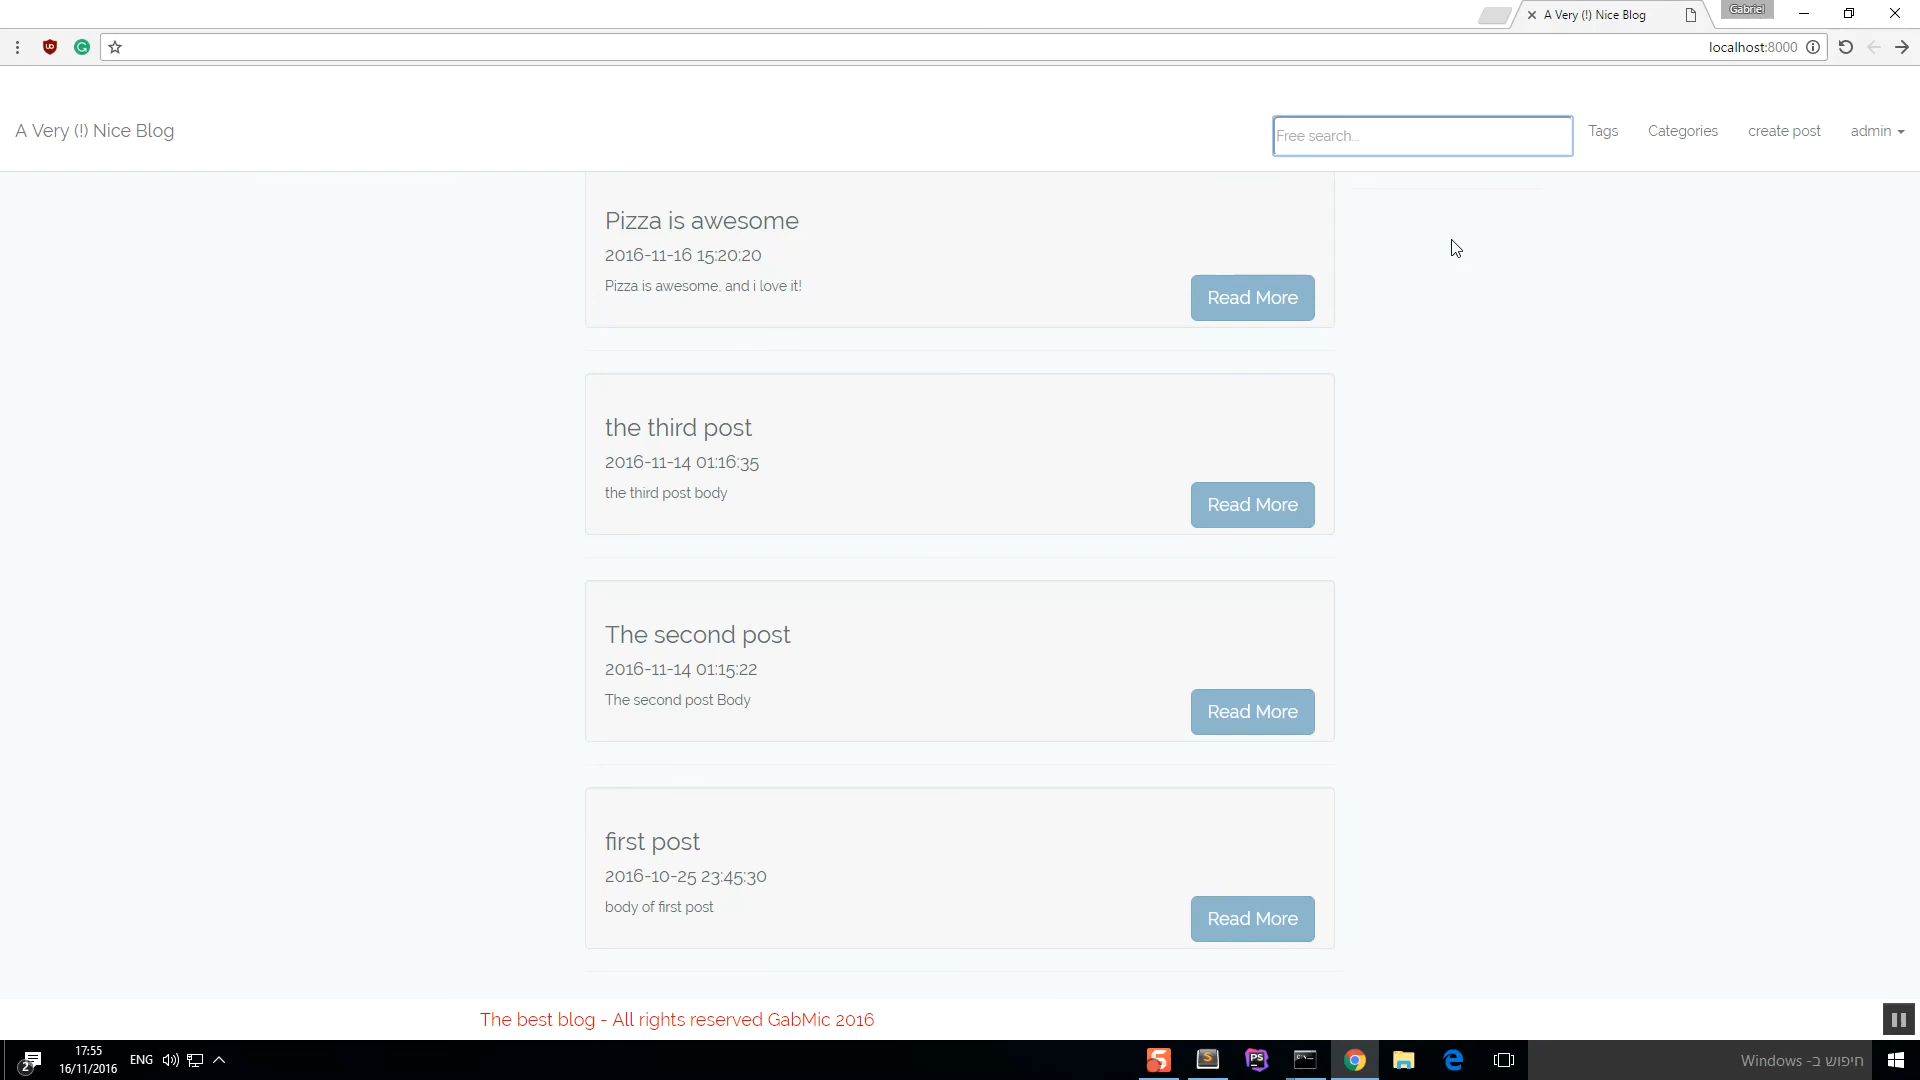 A Very (!) Nice Blog
Gabriel
localhost:8000
A Very (!) Nice Blog
Free search...
Tags
Categories
create post
admin
Pizza is awesome
2016-11-16 15:20:20
Pizza is awesome, and i love it!
Read More
the third post
2016-11-14 01:16:35
the third post body
Read More
The second post
2016-11-14 01:15:22
The second post Body
Read More
first post
2016-10-25 23:45:30
body of first post
Read More
The best blog - All rights reserved GabMic 2016
2
17:55
16/11/2016
ENG
S
PS
חיפוש ב- Windows